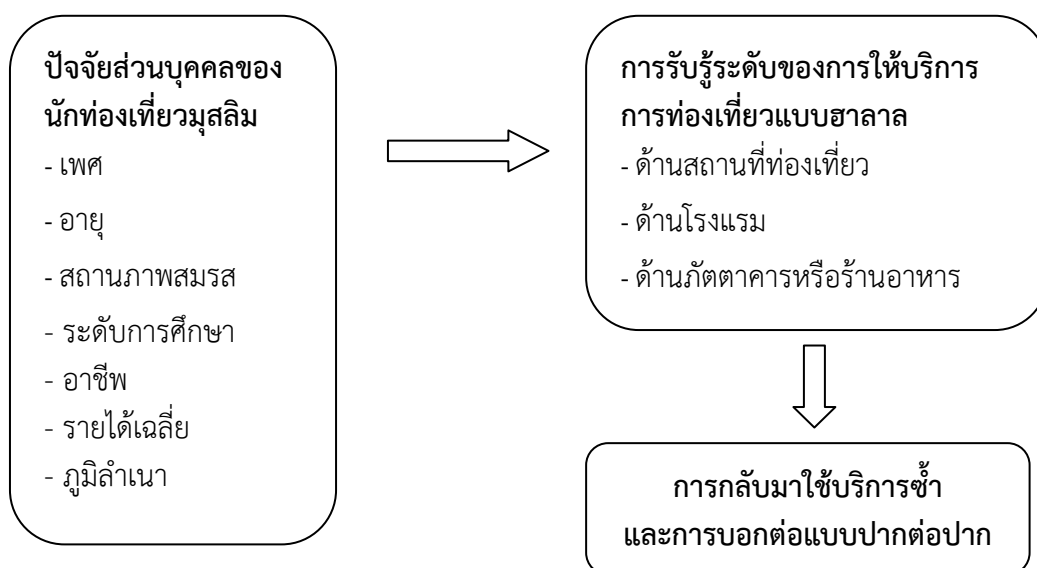 ปัจจัยส่วนบุคคลของ
นักท่องเที่ยวมุสลิม
- เพศ
- อายุ
- สถานภาพสมรส
- ระดับการศึกษา
- อาชีพ
- รายได้เฉลี่ย
- ภูมิลำเนา
การรับรู้ระดับของการให้บริการ
การท่องเที่ยวแบบฮาลาล
- ด้านสถานที่ท่องเที่ยว
- ด้านโรงแรม
- ด้านภัตตาคารหรือร้านอาหาร
การกลับมาใช้บริการซ้ำ
และการบอกต่อแบบปากต่อปาก